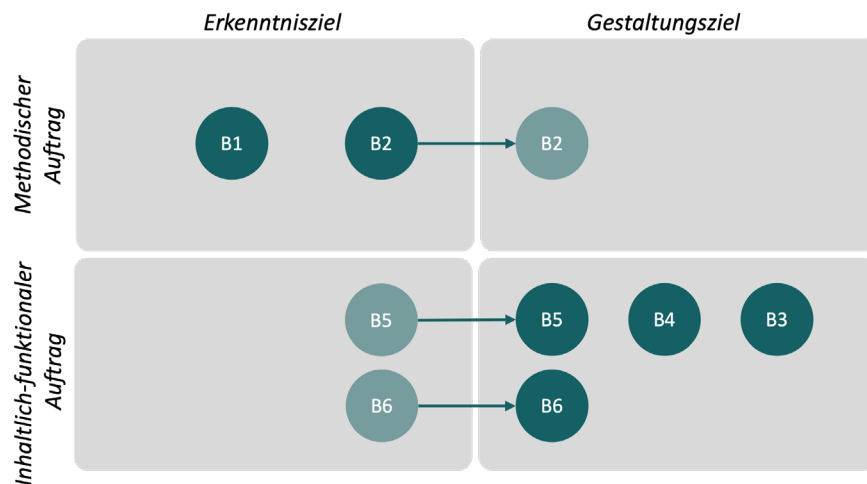 Erkenntnisziel
Gestaltungsziel
Methodischer
Auftrag
B1
B2
B2
Inhaltlich-funktionaler
Auftrag
B5
B5
B4
B3
B6
B6